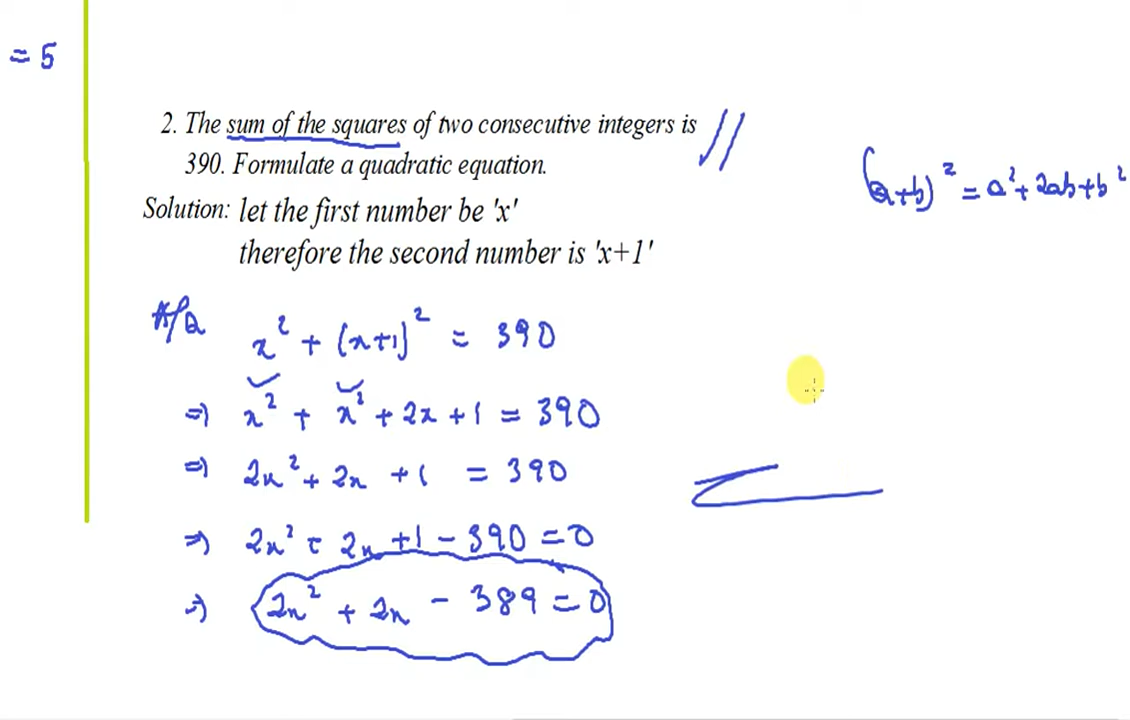 = 5
2. The sum of the squares of two consecutive integers is
390. Formulate a quadratic equation.
(a+b)² = a² + 2ab + b²
Solution: let the first number be 'x'
therefore the second number is 'x+1'
A/Q
x² + (x+1)² = 390
=) x² + x² + 2x + 1 = 390
=) 2x² + 2x + 1 = 390
=) 2x² + 2x + 1 - 390 = 0
=) 2x² + 2x - 389 = 0